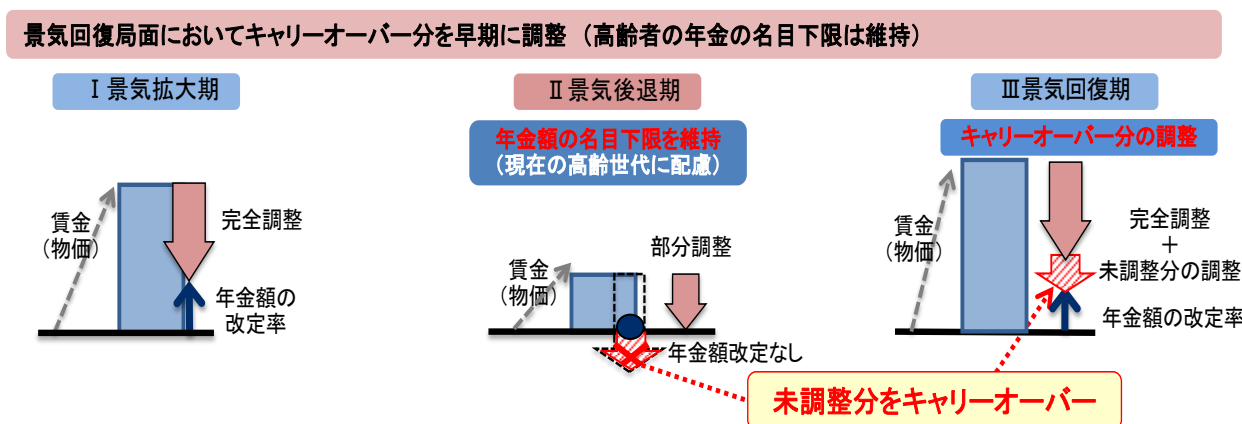 景気回復局面においてキャリーオーバー分を早期に調整 (高齢者の年金の名目下限は維持)
Ⅰ 景気拡大期
賃金
(物価)
完全調整
年金額の
改定率
Ⅱ 景気後退期
年金額の名目下限を維持
(現在の高齢世代に配慮)
賃金
(物価)
部分調整
年金額改定なし
Ⅲ景気回復期
キャリーオーバー分の調整
賃金
(物価)
完全調整
+
未調整分の調整
年金額の改定率
未調整分をキャリーオーバー